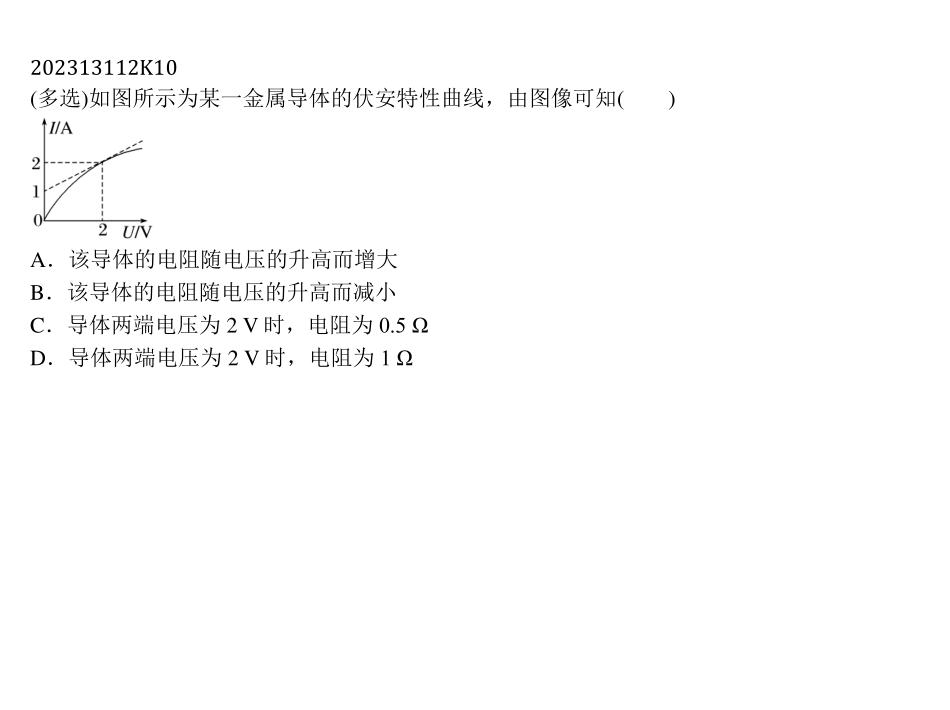 202313112K10
(多选)如图所示为某一金属导体的伏安特性曲线，由图像可知(　　)
I/A
2
1
0
2 U/V
A．该导体的电阻随电压的升高而增大
B．该导体的电阻随电压的升高而减小
C．导体两端电压为 2 V 时，电阻为 0.5 Ω
D．导体两端电压为 2 V 时，电阻为 1 Ω